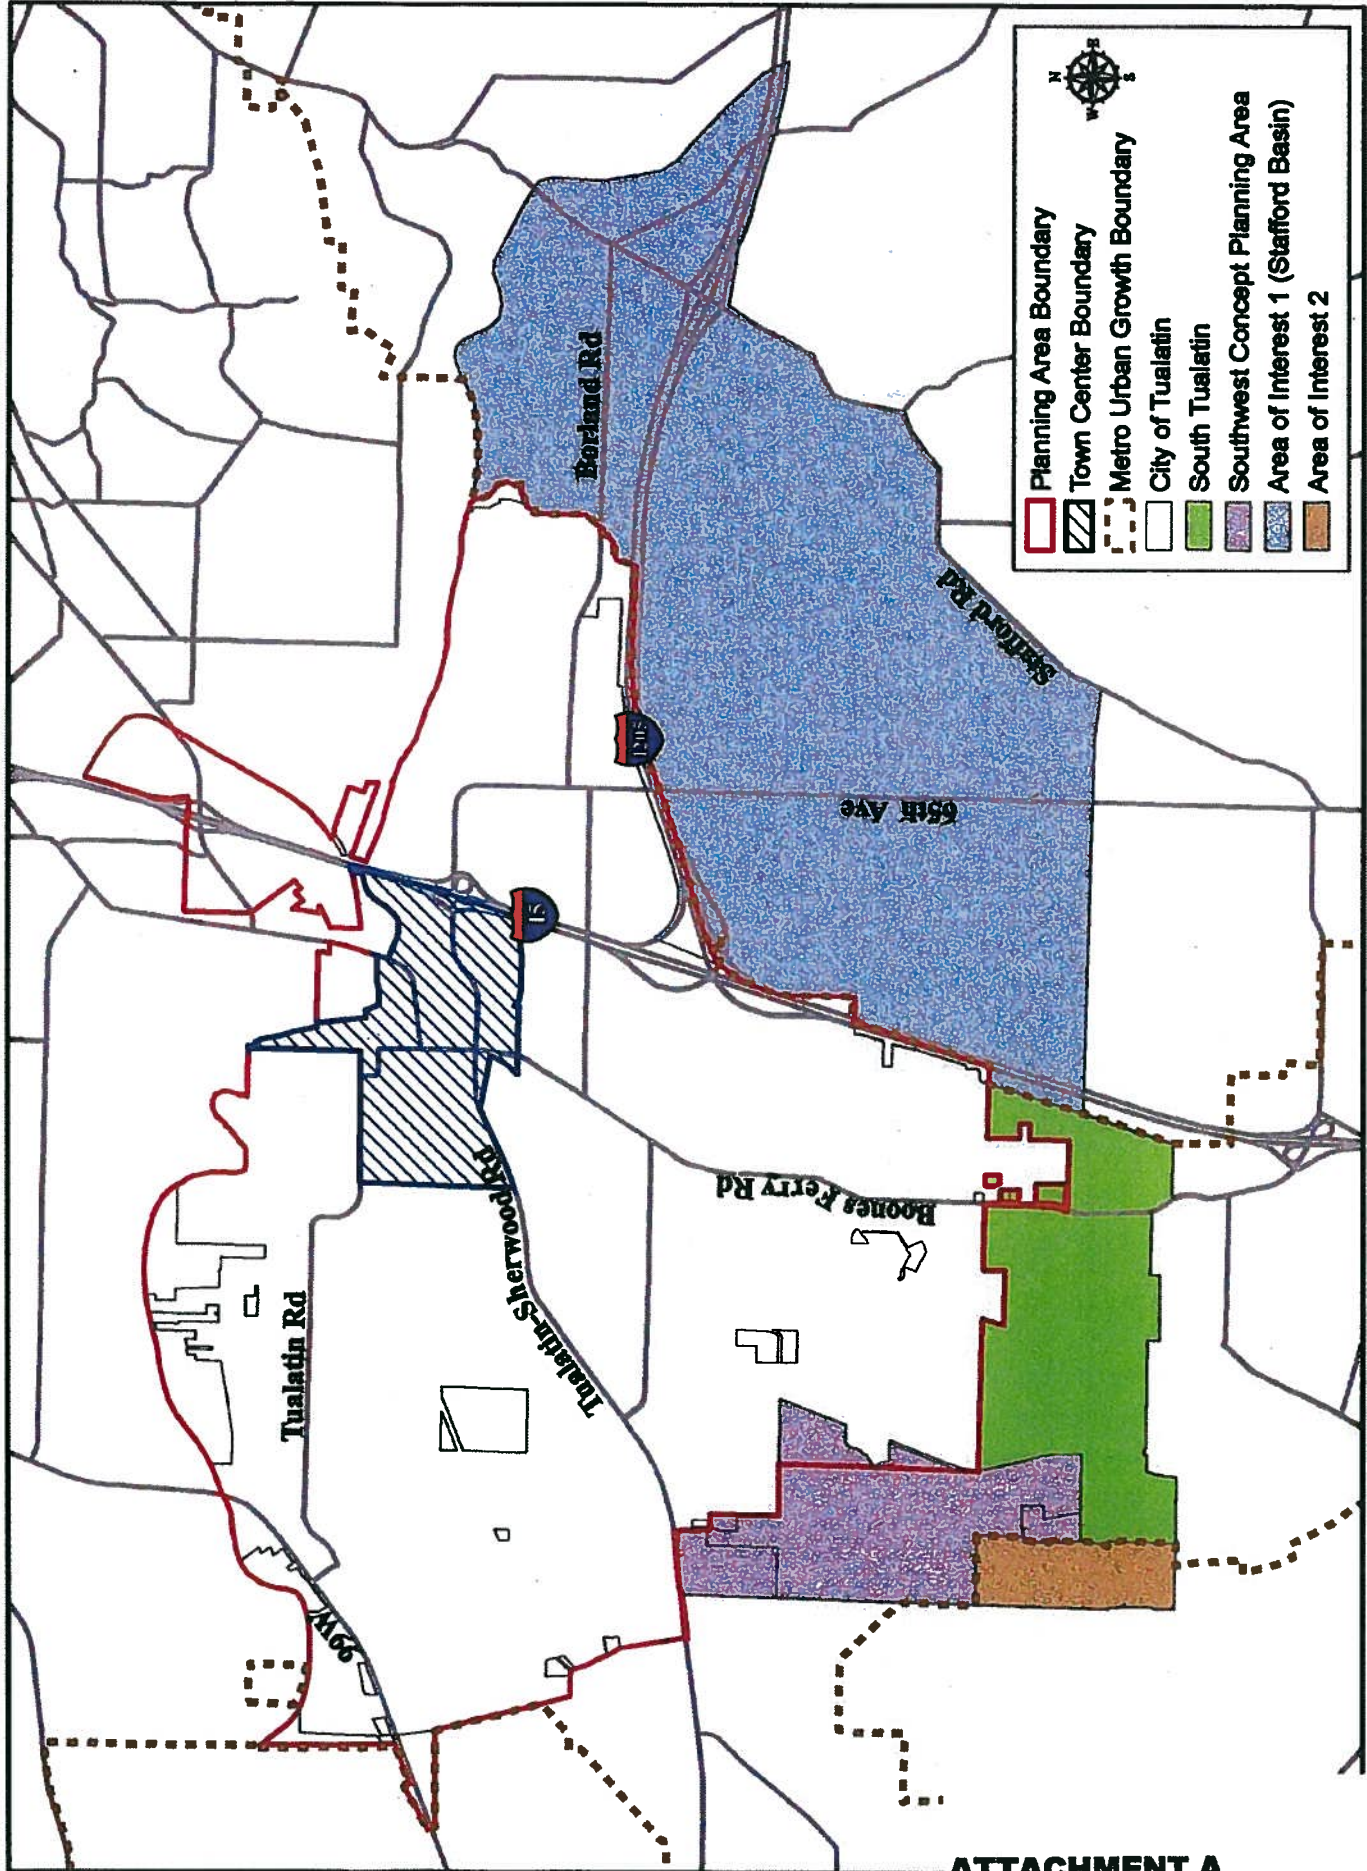 Tualatin Rd
99W
Tualatin-Sherwood Rd
Boones Ferry Rd
I5
I205
65th Ave
Borland Rd
Stafford Rd
N
W
E
S
Planning Area Boundary
Town Center Boundary
Metro Urban Growth Boundary
City of Tualatin
South Tualatin
Southwest Concept Planning Area
Area of Interest 1 (Stafford Basin)
Area of Interest 2
ATTACHMENT A